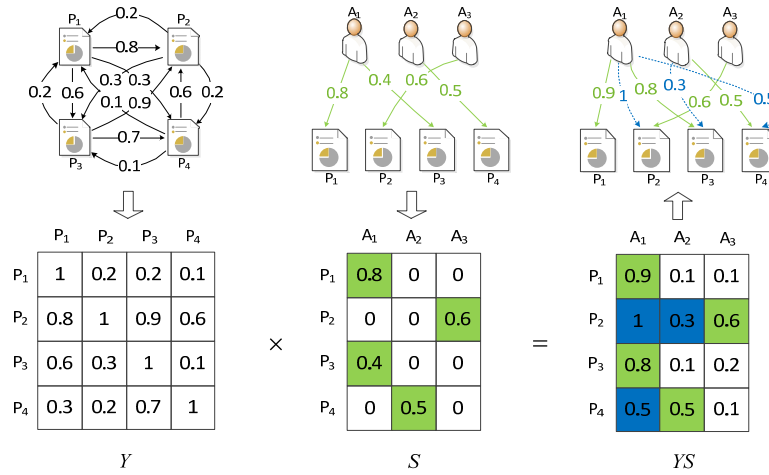 P1 P2
0.2
0.8
0.3 0.3
0.2 0.6 0.6 0.2
0.1 0.9
0.7
0.1
P3 P4
A1 A2 A3
0.8 0.4 0.6 0.5
P1 P2 P3 P4
A1 A2 A3
0.9 1 0.8 0.3 0.6 0.5 0.5
P1 P2 P3 P4
P1 P2 P3 P4
P1 1 0.2 0.2 0.1
P2 0.8 1 0.9 0.6
P3 0.6 0.3 1 0.1
P4 0.3 0.2 0.7 1
Y
×
A1 A2 A3
P1 0.8 0 0
P2 0 0 0.6
P3 0.4 0 0
P4 0 0.5 0
S
=
A1 A2 A3
P1 0.9 0.1 0.1
P2 1 0.3 0.6
P3 0.8 0.1 0.2
P4 0.5 0.5 0.1
YS